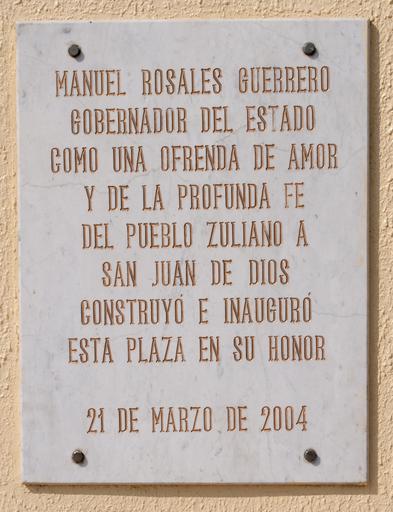 MANUEL ROSALES GUERRERO
GOBERNADOR DEL ESTADO
COMO UNA OFRENDA DE AMOR
Y DE LA PROFUNDA FE
DEL PUEBLO ZULIANO A
SAN JUAN DE DIOS
CONSTRUYÓ E INAUGURÓ
ESTA PLAZA EN SU HONOR
21 DE MARZO DE 2004